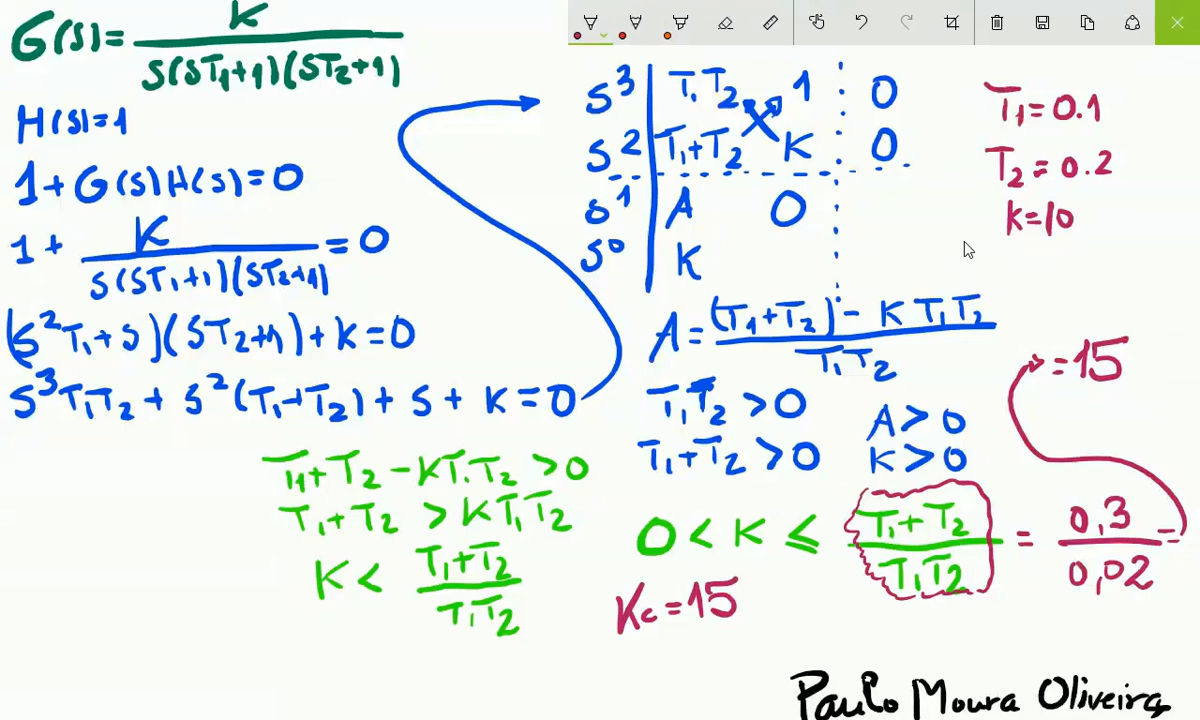 G(s)= K / s(sT₁+1)(sT₂+1)
H(s)=1
1+G(s)H(s)=0
1+ K / s(sT₁+1)(sT₂+1) =0
(s²T₁+s)(sT₂+1)+K=0
s³T₁T₂+s²(T₁+T₂)+s+K=0
s³ | T₁T₂ 1 0
s² | T₁+T₂ K 0
s¹ | A 0
s⁰ | K
T₁=0.1
T₂=0.2
K=10
A= (T₁+T₂)-K T₁T₂ / T₁T₂
T₁T₂>0
T₁+T₂>0
A>0
K>0
T₁+T₂-KT₁T₂>0
T₁+T₂>KT₁T₂
K< T₁+T₂ / T₁T₂
0<K≤ T₁+T₂ / T₁T₂ = 0,3 / 0,02
=15
Kc=15
Paulo Moura Oliveira